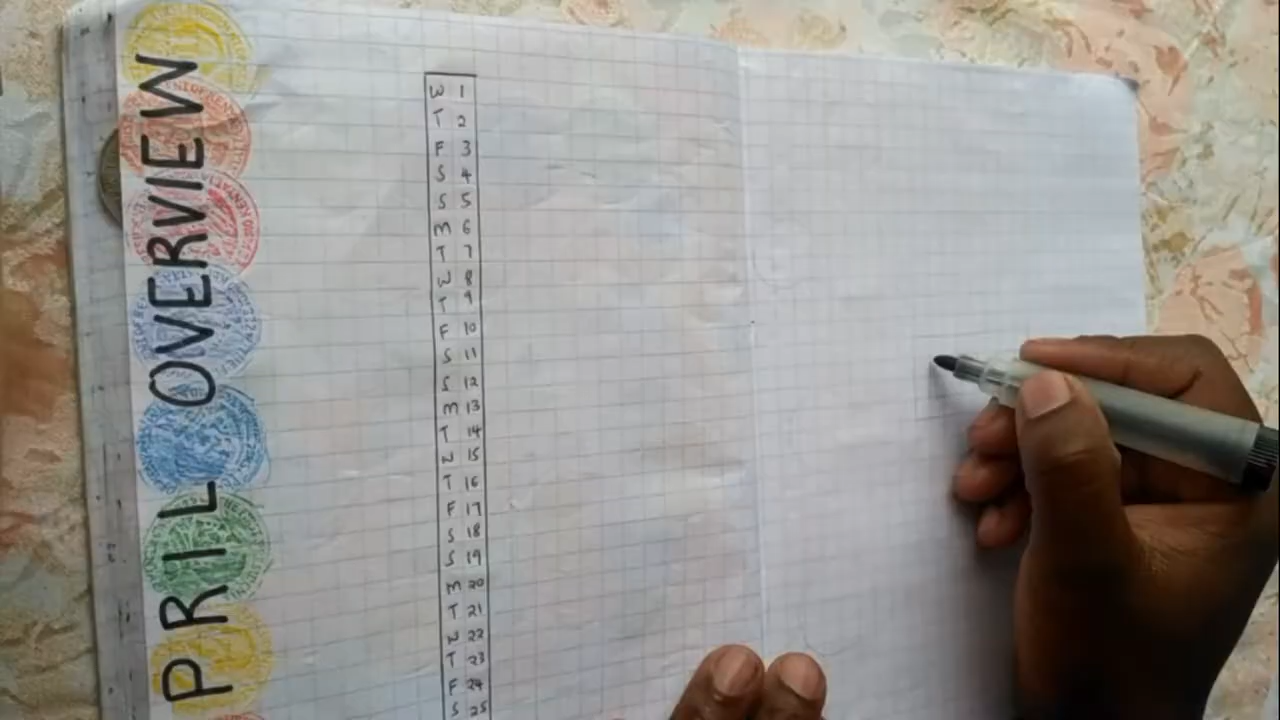 PRIL OVERVIEW
W 1
T 2
F 3
S 4
S 5
M 6
T 7
W 8
T 9
F 10
S 11
S 12
M 13
T 14
W 15
T 16
F 17
S 18
S 19
M 20
T 21
W 22
T 23
F 24
S 25